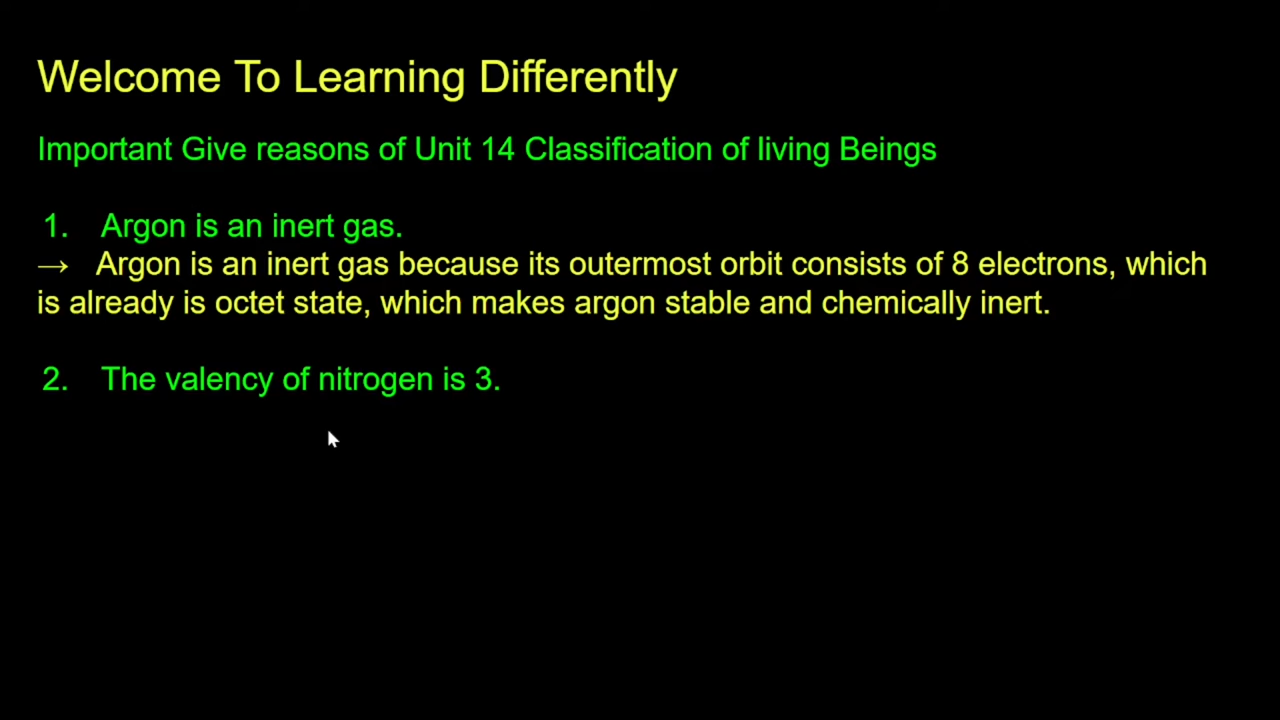 Welcome To Learning Differently
Important Give reasons of Unit 14 Classification of living Beings
1. Argon is an inert gas.
→ Argon is an inert gas because its outermost orbit consists of 8 electrons, which
is already is octet state, which makes argon stable and chemically inert.
2. The valency of nitrogen is 3.